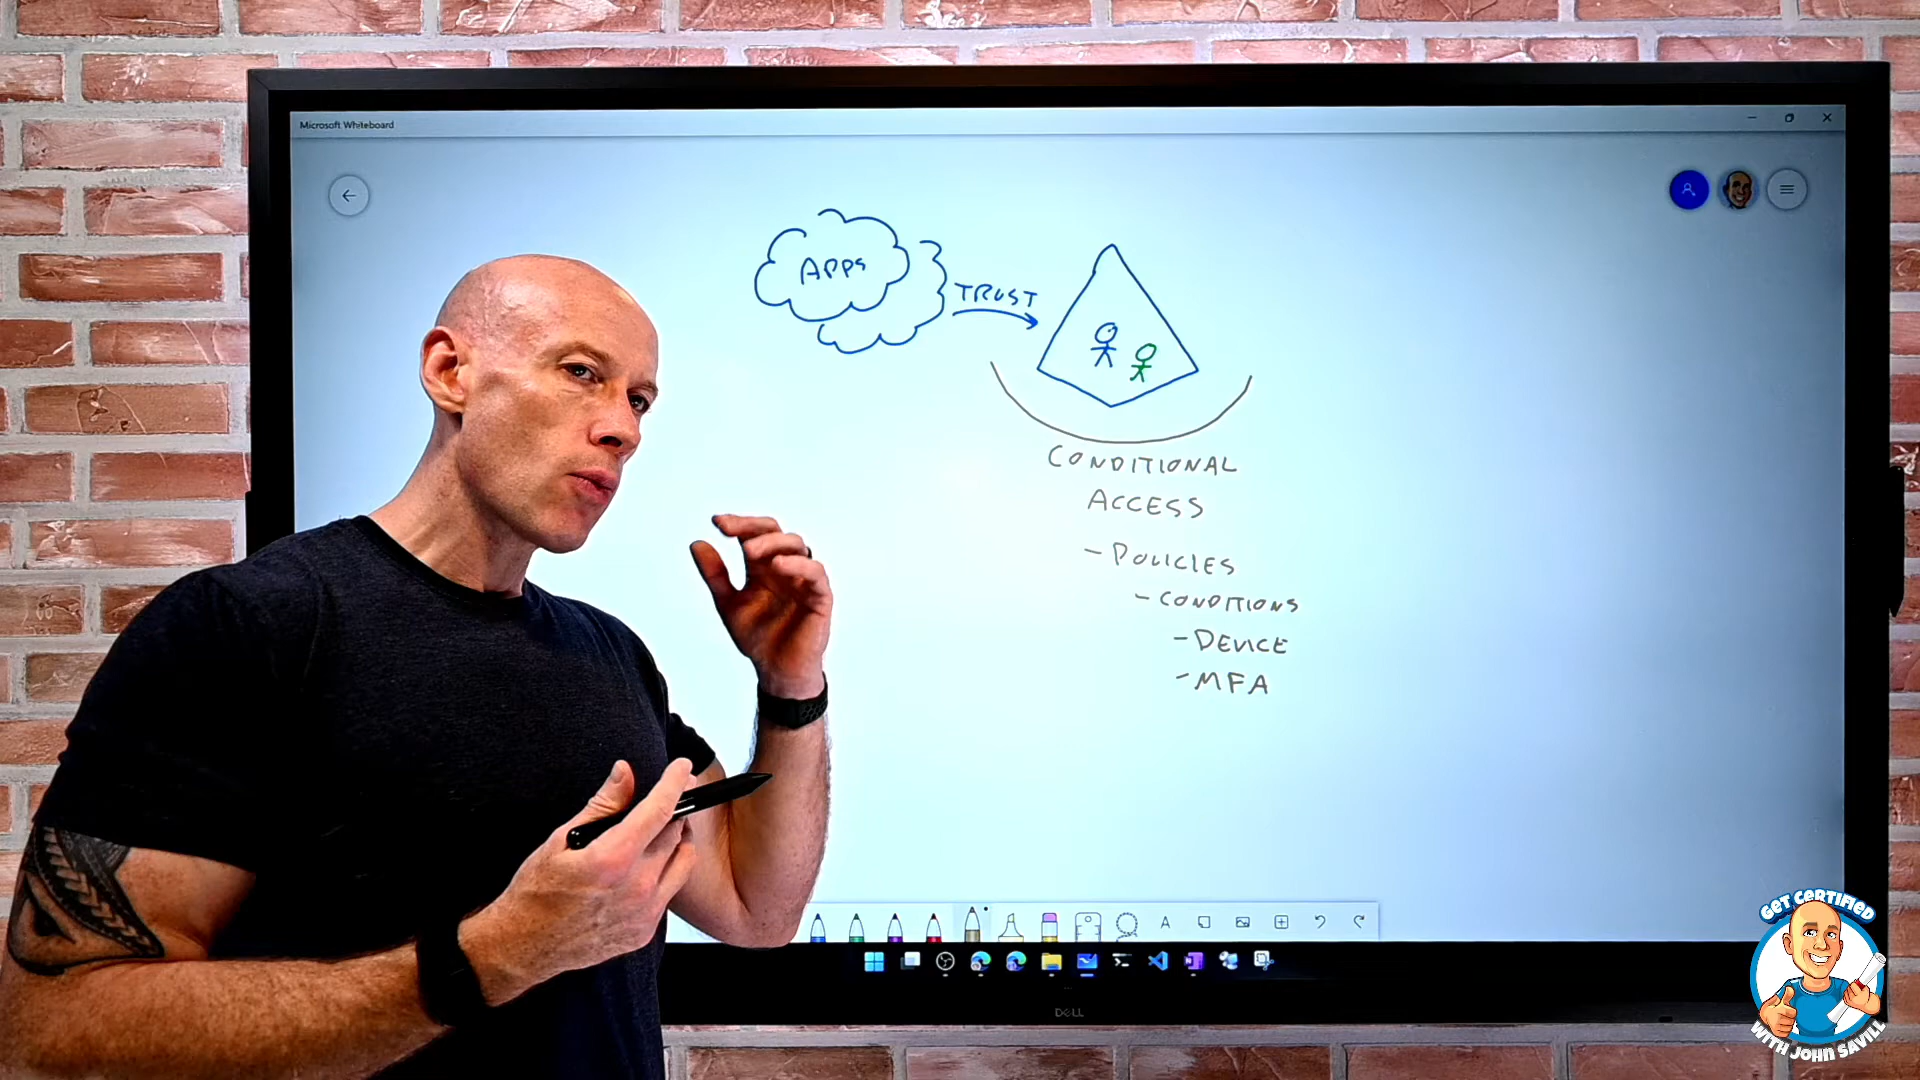 Microsoft Whiteboard
APPS
TRUST
CONDITIONAL
ACCESS
- POLICIES
- CONDITIONS
- DEVICE
- MFA
A
DELL
GET CERTIFIED
WITH JOHN SAVILL